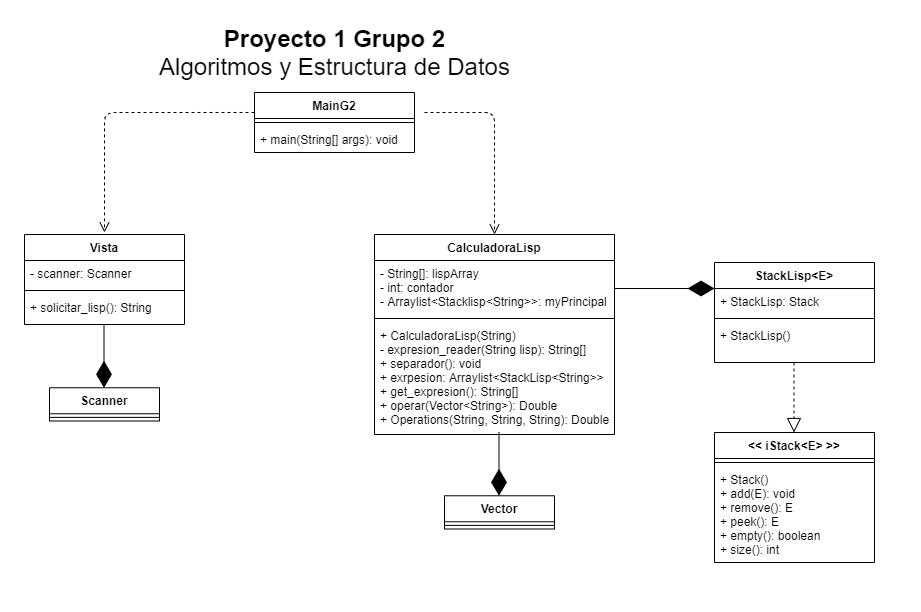 Proyecto 1 Grupo 2
Algoritmos y Estructura de Datos
MainG2
+ main(String[] args): void
Vista
- scanner: Scanner
+ solicitar_lisp(): String
Scanner
CalculadoraLisp
- String[]: lispArray
- int: contador
- Arraylist<Stacklisp<String>>: myPrincipal
+ CalculadoraLisp(String)
- expresion_reader(String lisp): String[]
+ separador(): void
+ exrpesion: Arraylist<StackLisp<String>>
+ get_expresion(): String[]
+ operar(Vector<String>): Double
+ Operations(String, String, String): Double
Vector
StackLisp<E>
+ StackLisp: Stack
+ StackLisp()
<< iStack<E> >>
+ Stack()
+ add(E): void
+ remove(): E
+ peek(): E
+ empty(): boolean
+ size(): int